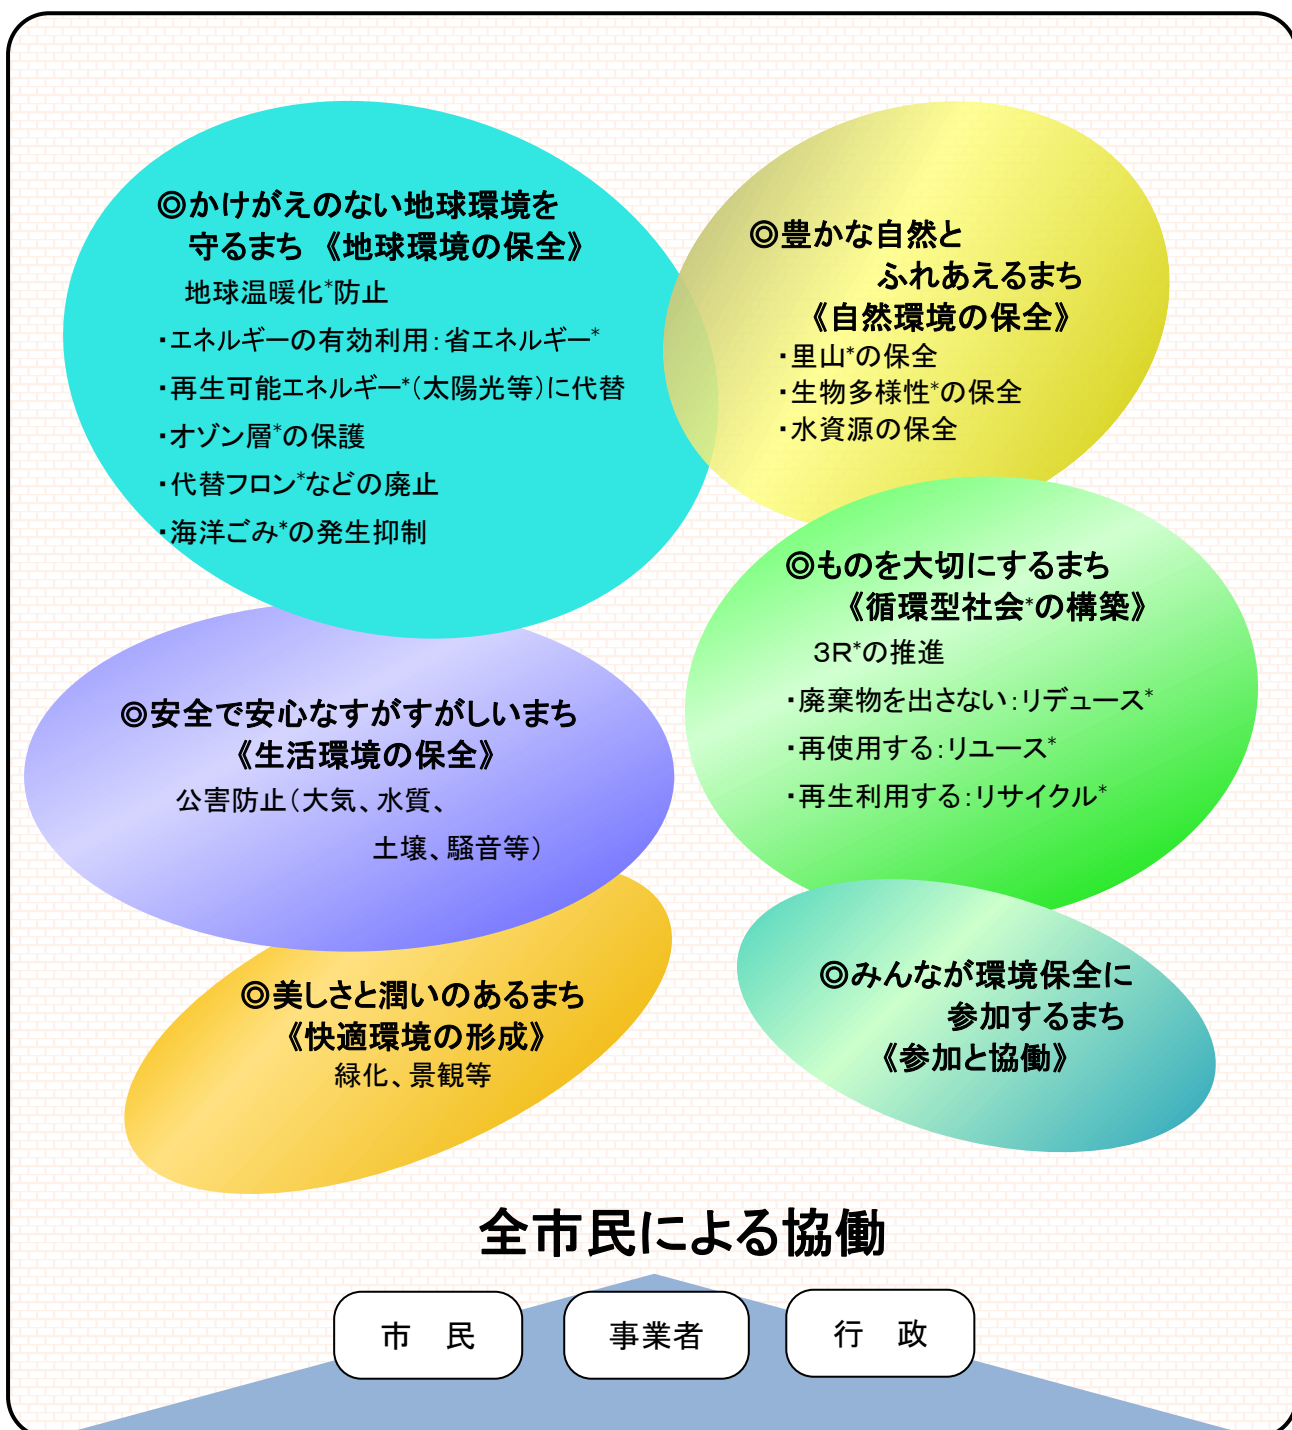 ◎かけがえのない地球環境を
守るまち 《地球環境の保全》
地球温暖化*防止
・エネルギーの有効利用：省エネルギー*
・再生可能エネルギー*（太陽光等）に代替
・オゾン層*の保護
・代替フロン*などの廃止
・海洋ごみ*の発生抑制
◎豊かな自然と
ふれあえるまち
《自然環境の保全》
・里山*の保全
・生物多様性*の保全
・水資源の保全
◎ものを大切にするまち
《循環型社会*の構築》
３Ｒ*の推進
・廃棄物を出さない：リデュース*
・再使用する：リユース*
・再生利用する：リサイクル*
◎安全で安心なすがすがしいまち
《生活環境の保全》
公害防止（大気、水質、
土壌、騒音等）
◎美しさと潤いのあるまち
《快適環境の形成》
緑化、景観等
◎みんなが環境保全に
参加するまち
《参加と協働》
全市民による協働
市　民
事業者
行　政